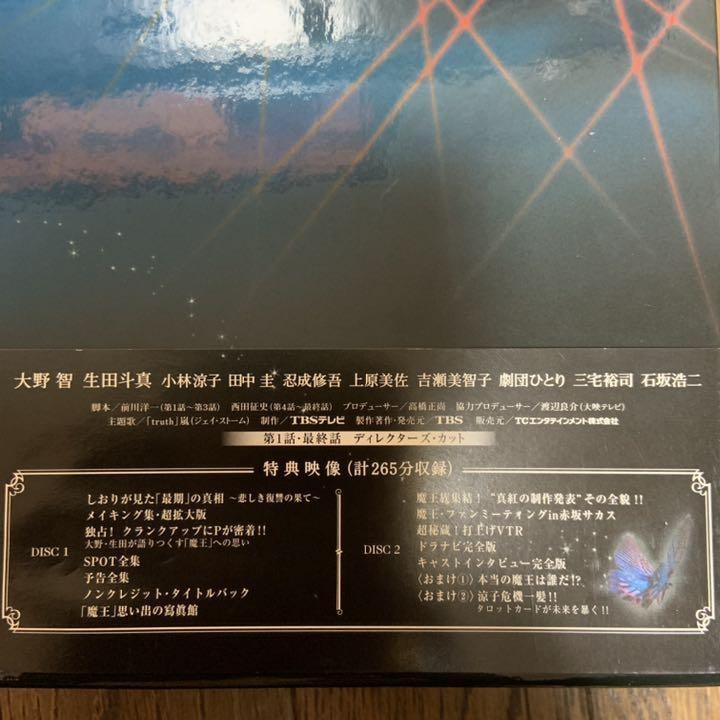 大野 智 生田斗真 小林涼子 田中 圭 忍成修吾 上原美佐 吉瀬美智子 劇団ひとり 三宅裕司 石坂浩二
脚本／前川洋一(第1話〜第3話) 西田征史(第4話〜最終話) プロデューサー／高橋正尚 協力プロデューサー／渡辺良介(大映テレビ)
主題歌／「truth」嵐(ジェイ・ストーム) 制作／TBSテレビ 製作著作・発売元／TBS 販売元／TCエンタテインメント株式会社
第1話・最終話 ディレクターズ・カット
特典映像(計265分収録)
DISC 1
しおりが見た「最期」の真相 〜悲しき復讐の果て〜
メイキング集・超拡大版
独占! クランクアップにPが密着!!
大野・生田が語りつくす「魔王」への思い
SPOT全集
予告全集
ノンクレジット・タイトルバック
「魔王」思い出の寫眞館
DISC 2
魔王族集結! "真紅の制作発表"その全貌!!
魔王・ファンミーティングin赤坂サカス
超秘蔵!打上げVTR
ドラナビ完全版
キャストインタビュー完全版
〈おまけ①〉本当の魔王は誰だ!?
〈おまけ②〉涼子危機一髪!!
タロットカードが未来を暴く!!